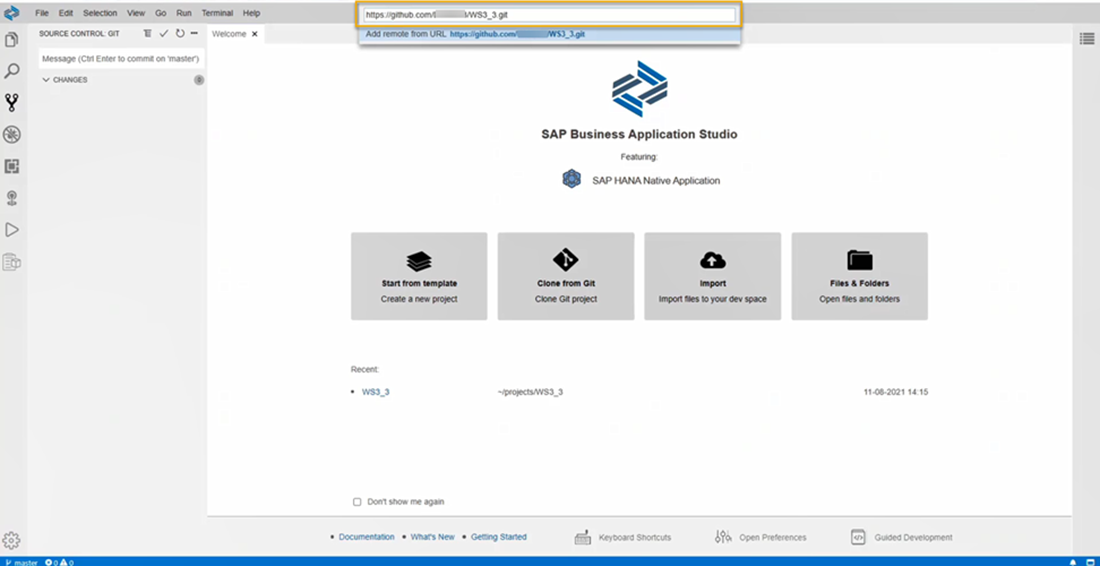 File Edit Selection View Go Run Terminal Help
https://github.com/ /WS3_3.git
Add remote from URL https://github.com/ /WS3_3.git
SOURCE CONTROL: GIT
Message (Ctrl Enter to commit on 'master')
CHANGES
0
Welcome
SAP Business Application Studio
Featuring:
SAP HANA Native Application
Start from template
Create a new project
Clone from Git
Clone Git project
Import
Import files to your dev space
Files & Folders
Open files and folders
Recent:
WS3_3 ~/projects/WS3_3 11-08-2021 14:15
Don't show me again
Documentation What's New Getting Started Keyboard Shortcuts Open Preferences Guided Development
master 0 0